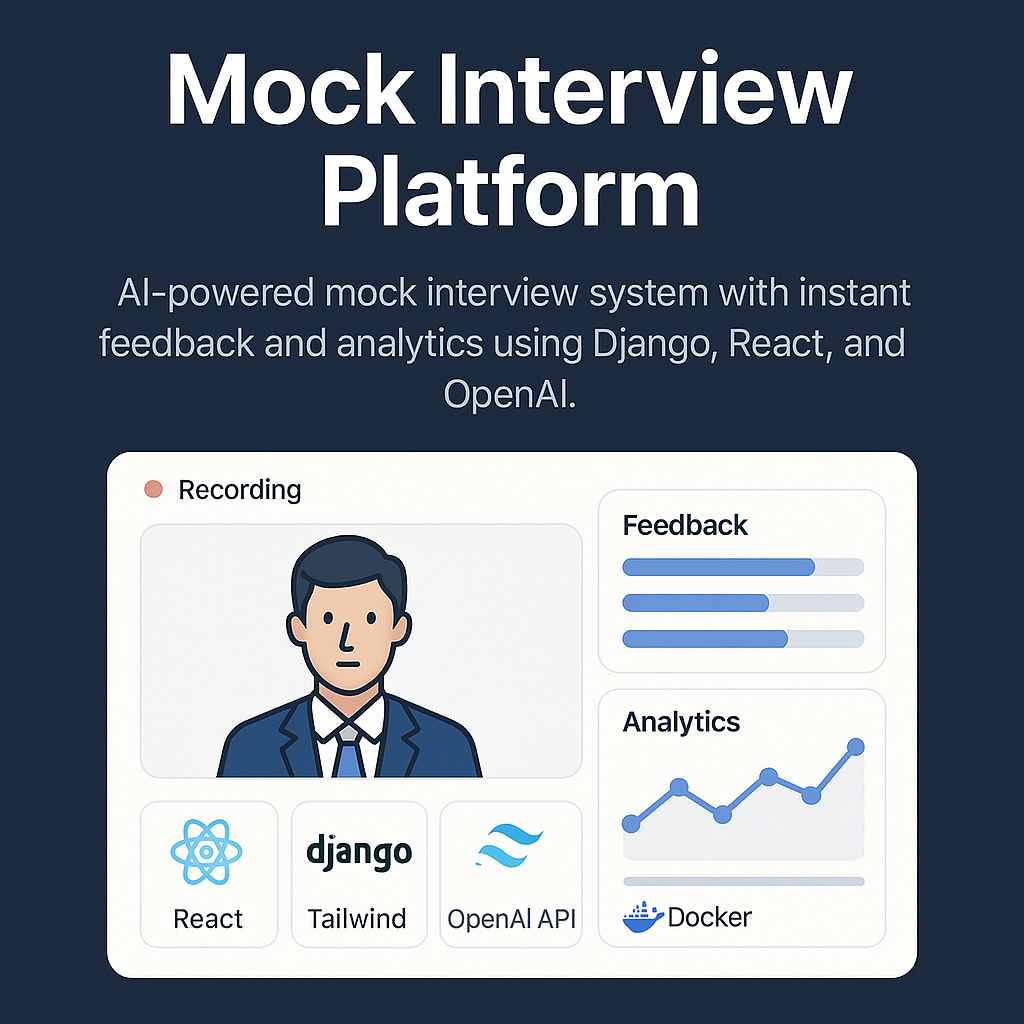 Mock Interview
Platform
AI-powered mock interview system with instant
feedback and analytics using Django, React, and
OpenAI.
Recording
Feedback
Analytics
django
React
Tailwind
OpenAI API
Docker